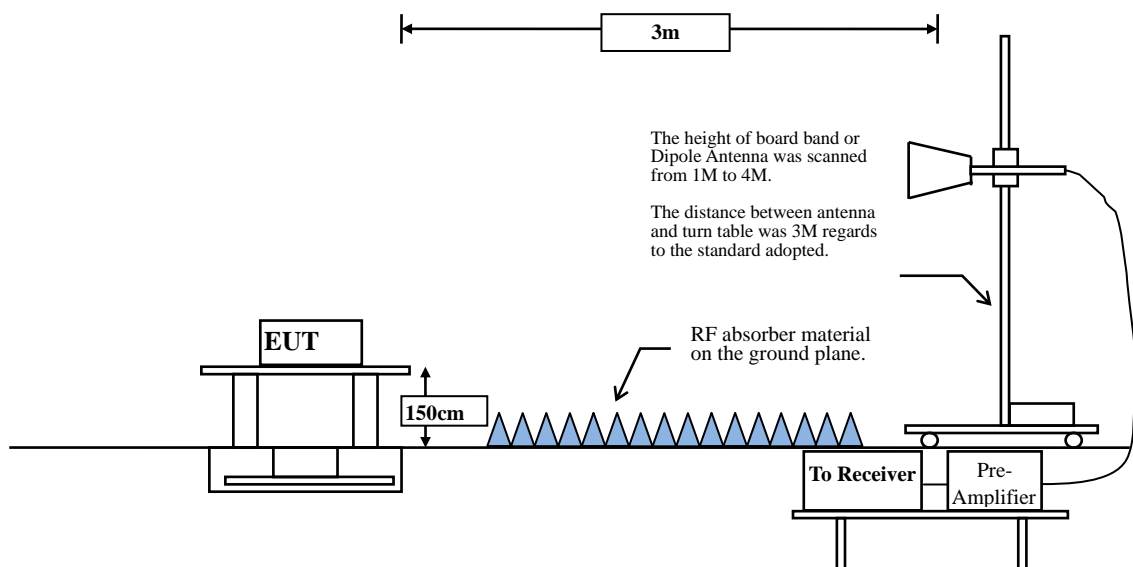 3m
The height of board band or
Dipole Antenna was scanned
from 1M to 4M.
The distance between antenna
and turn table was 3M regards
to the standard adopted.
EUT
RF absorber material
on the ground plane.
150cm
To Receiver
Pre-
Amplifier